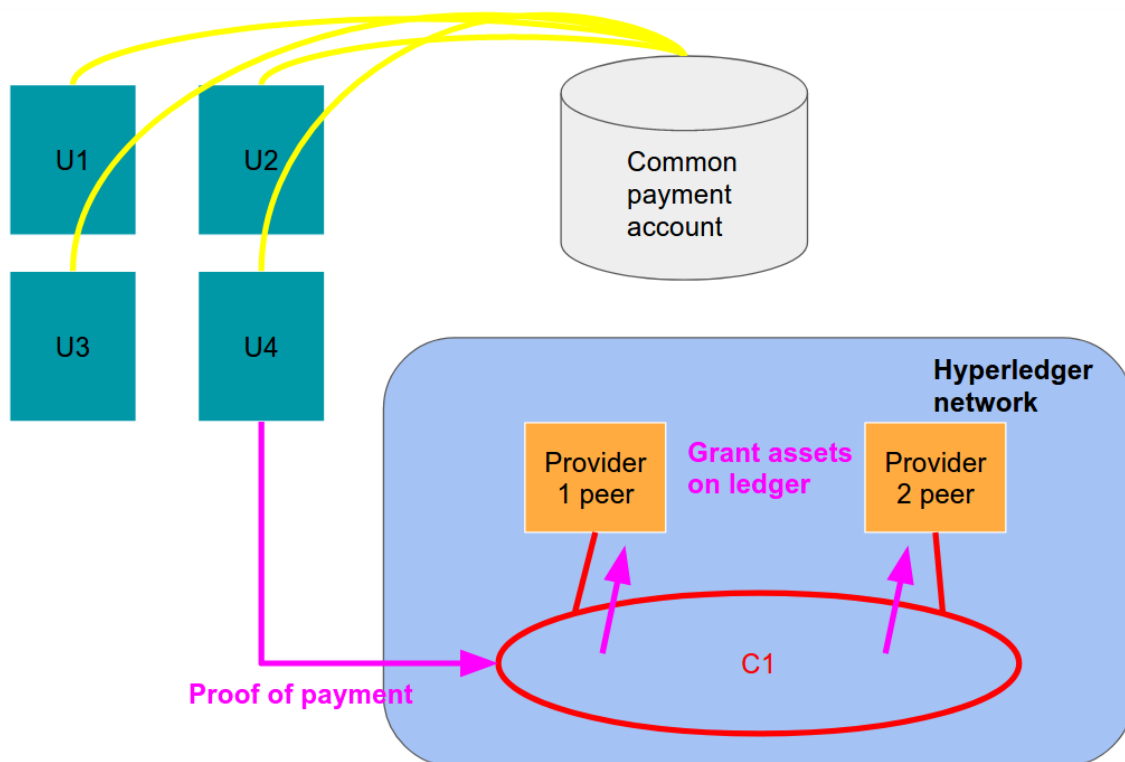 U1
U2
Common
payment
account
U3
U4
Hyperledger
network
Provider
1 peer
Grant assets
on ledger
Provider
2 peer
C1
Proof of payment